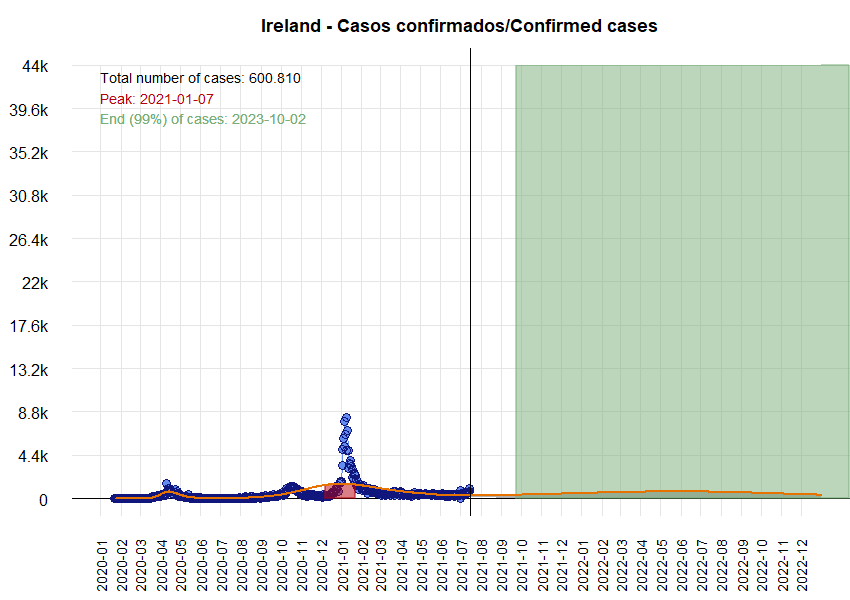 Ireland - Casos confirmados/Confirmed cases
Total number of cases: 600.810
Peak: 2021-01-07
End (99%) of cases: 2023-10-02
44k
39.6k
35.2k
30.8k
26.4k
22k
17.6k
13.2k
8.8k
4.4k
0
2020-01
2020-02
2020-03
2020-04
2020-05
2020-06
2020-07
2020-08
2020-09
2020-10
2020-11
2020-12
2021-01
2021-02
2021-03
2021-04
2021-05
2021-06
2021-07
2021-08
2021-09
2021-10
2021-11
2021-12
2022-01
2022-02
2022-03
2022-04
2022-05
2022-06
2022-07
2022-08
2022-09
2022-10
2022-11
2022-12